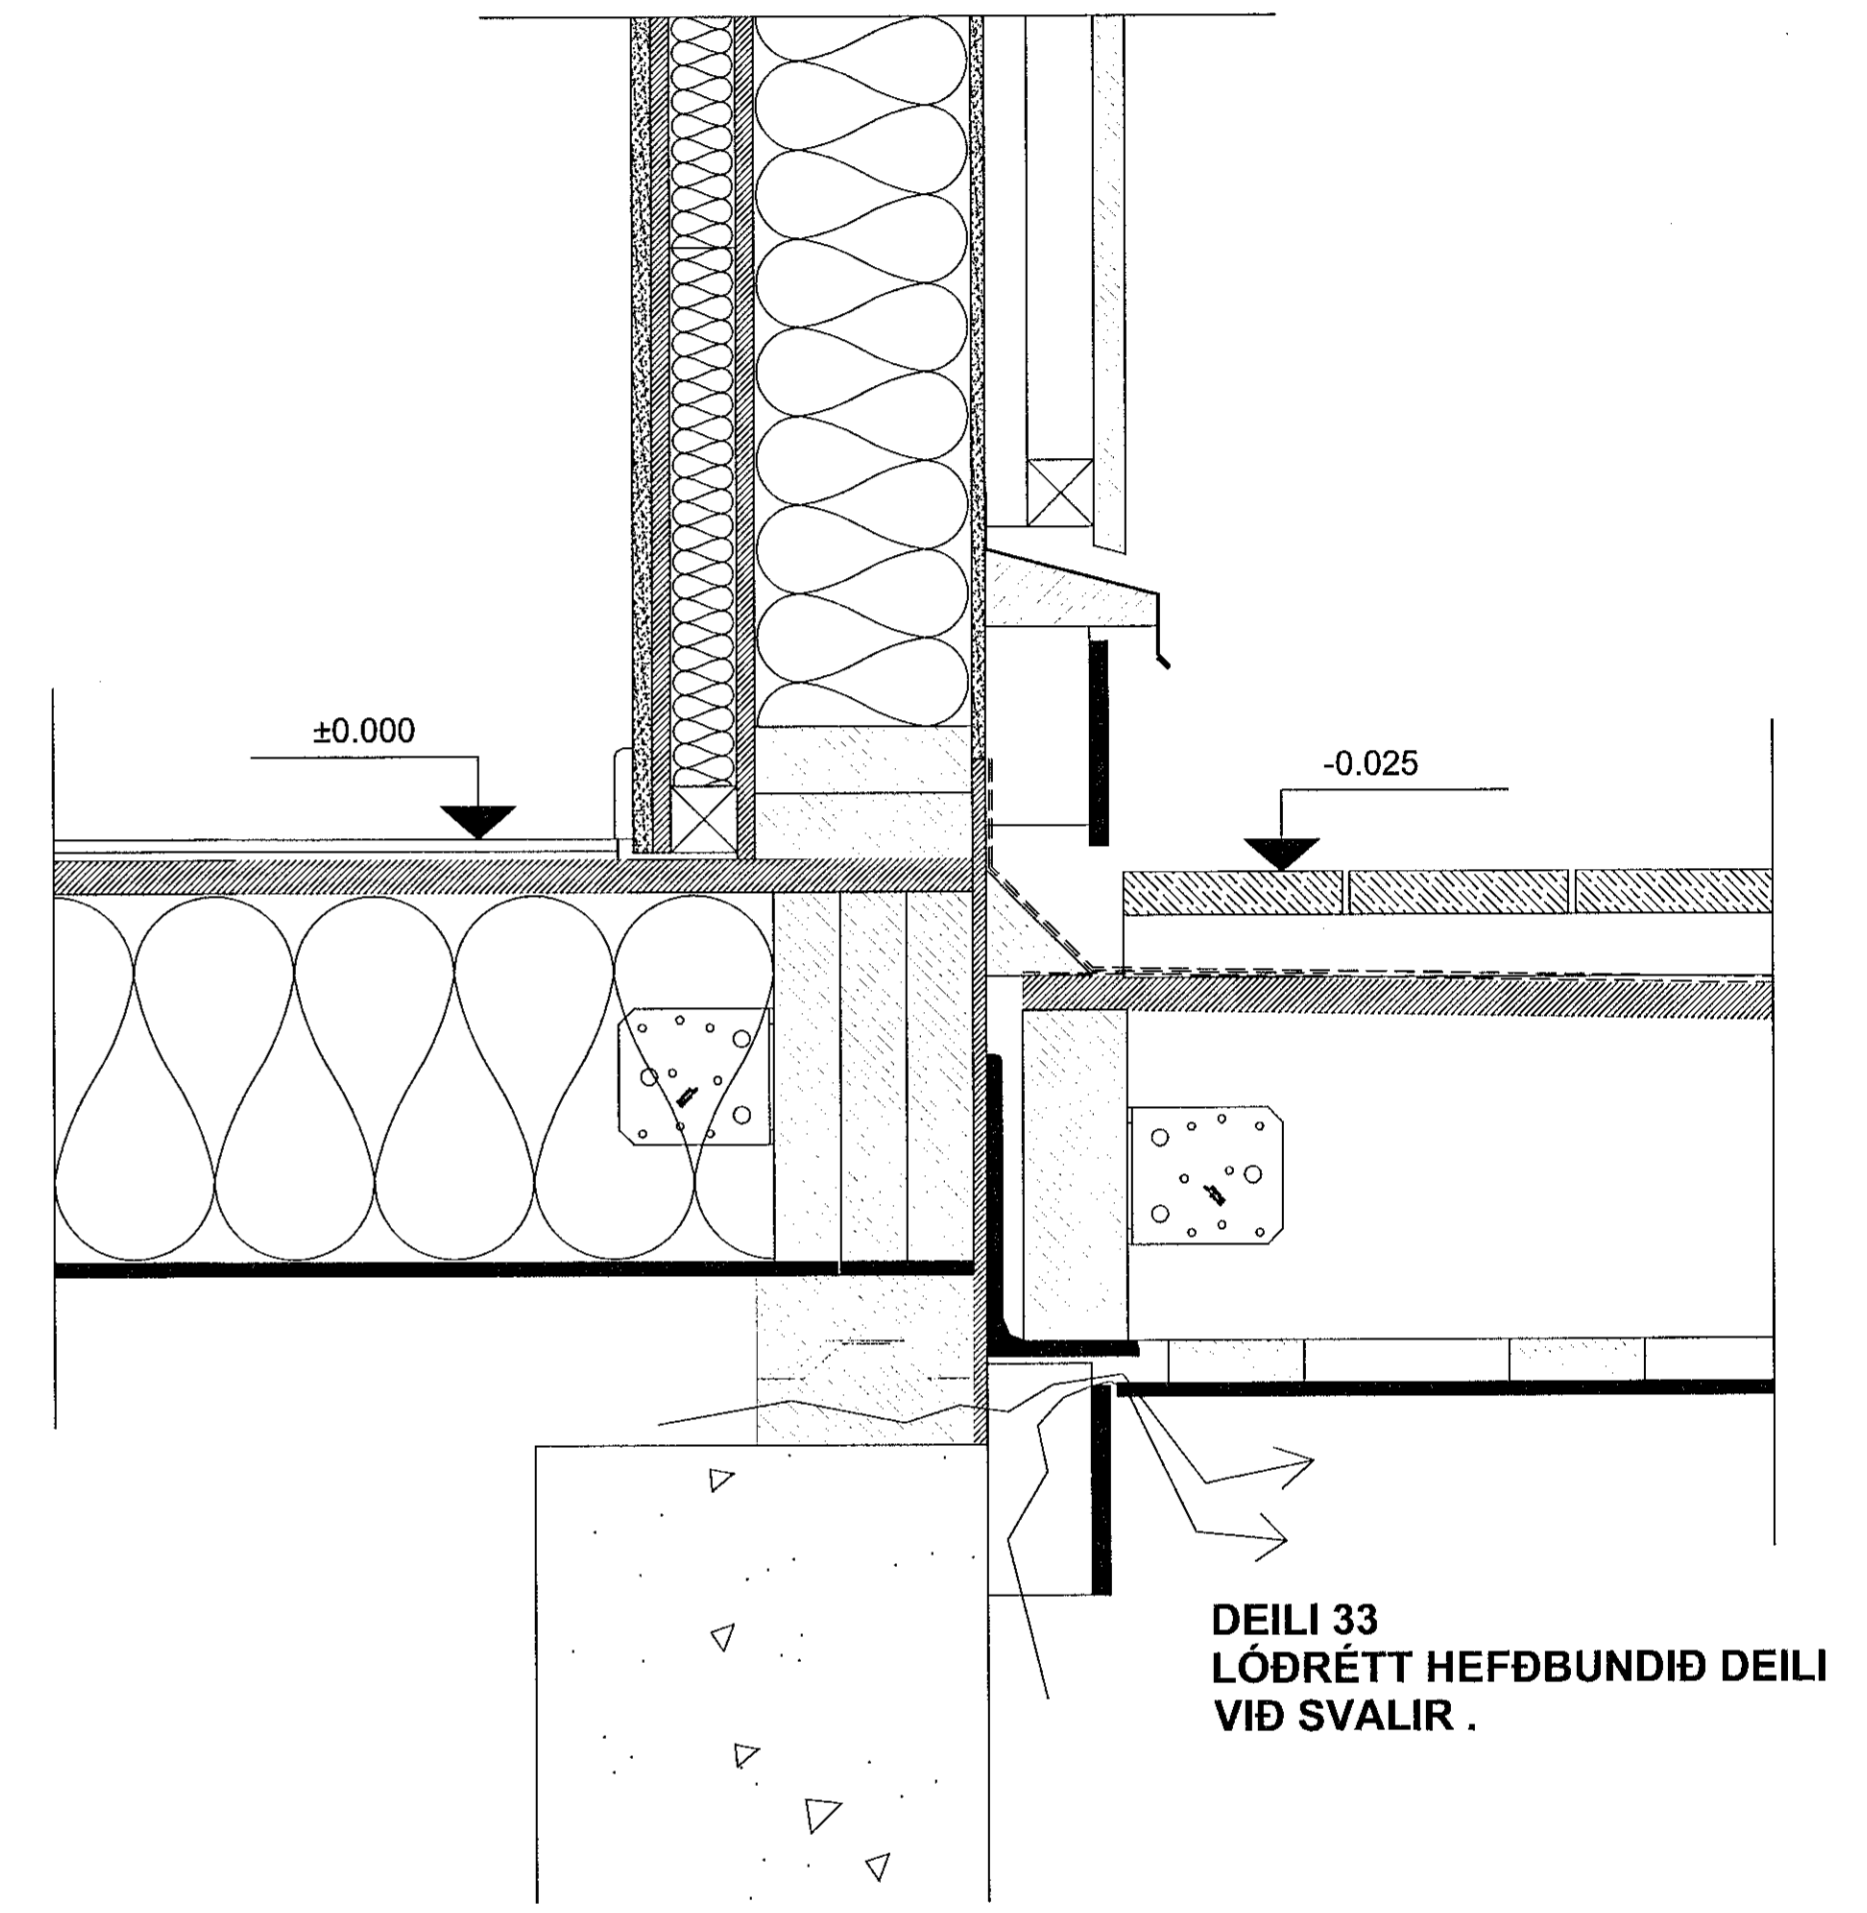 ±0.000
-0.025
DEILI 33
LÓÐRÉTT HEFÐBUNDIÐ DEILI
VIÐ SVALIR .